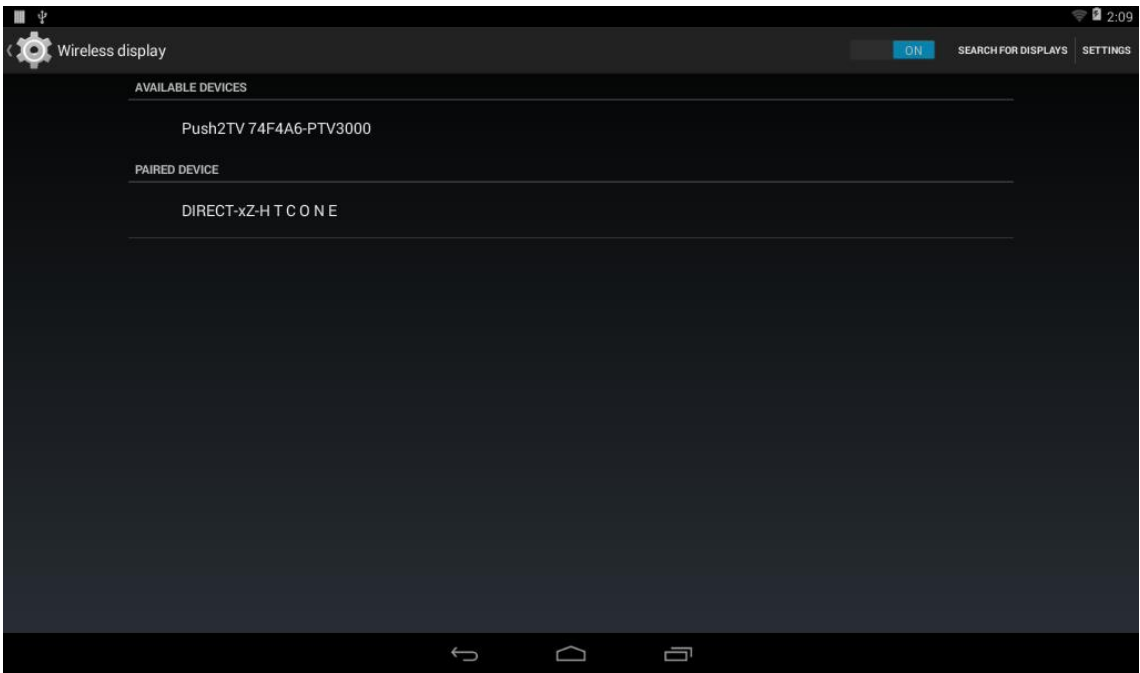 2:09
Wireless display
ON
SEARCH FOR DISPLAYS
SETTINGS
AVAILABLE DEVICES
Push2TV 74F4A6-PTV3000
PAIRED DEVICE
DIRECT-xZ-H T C O N E